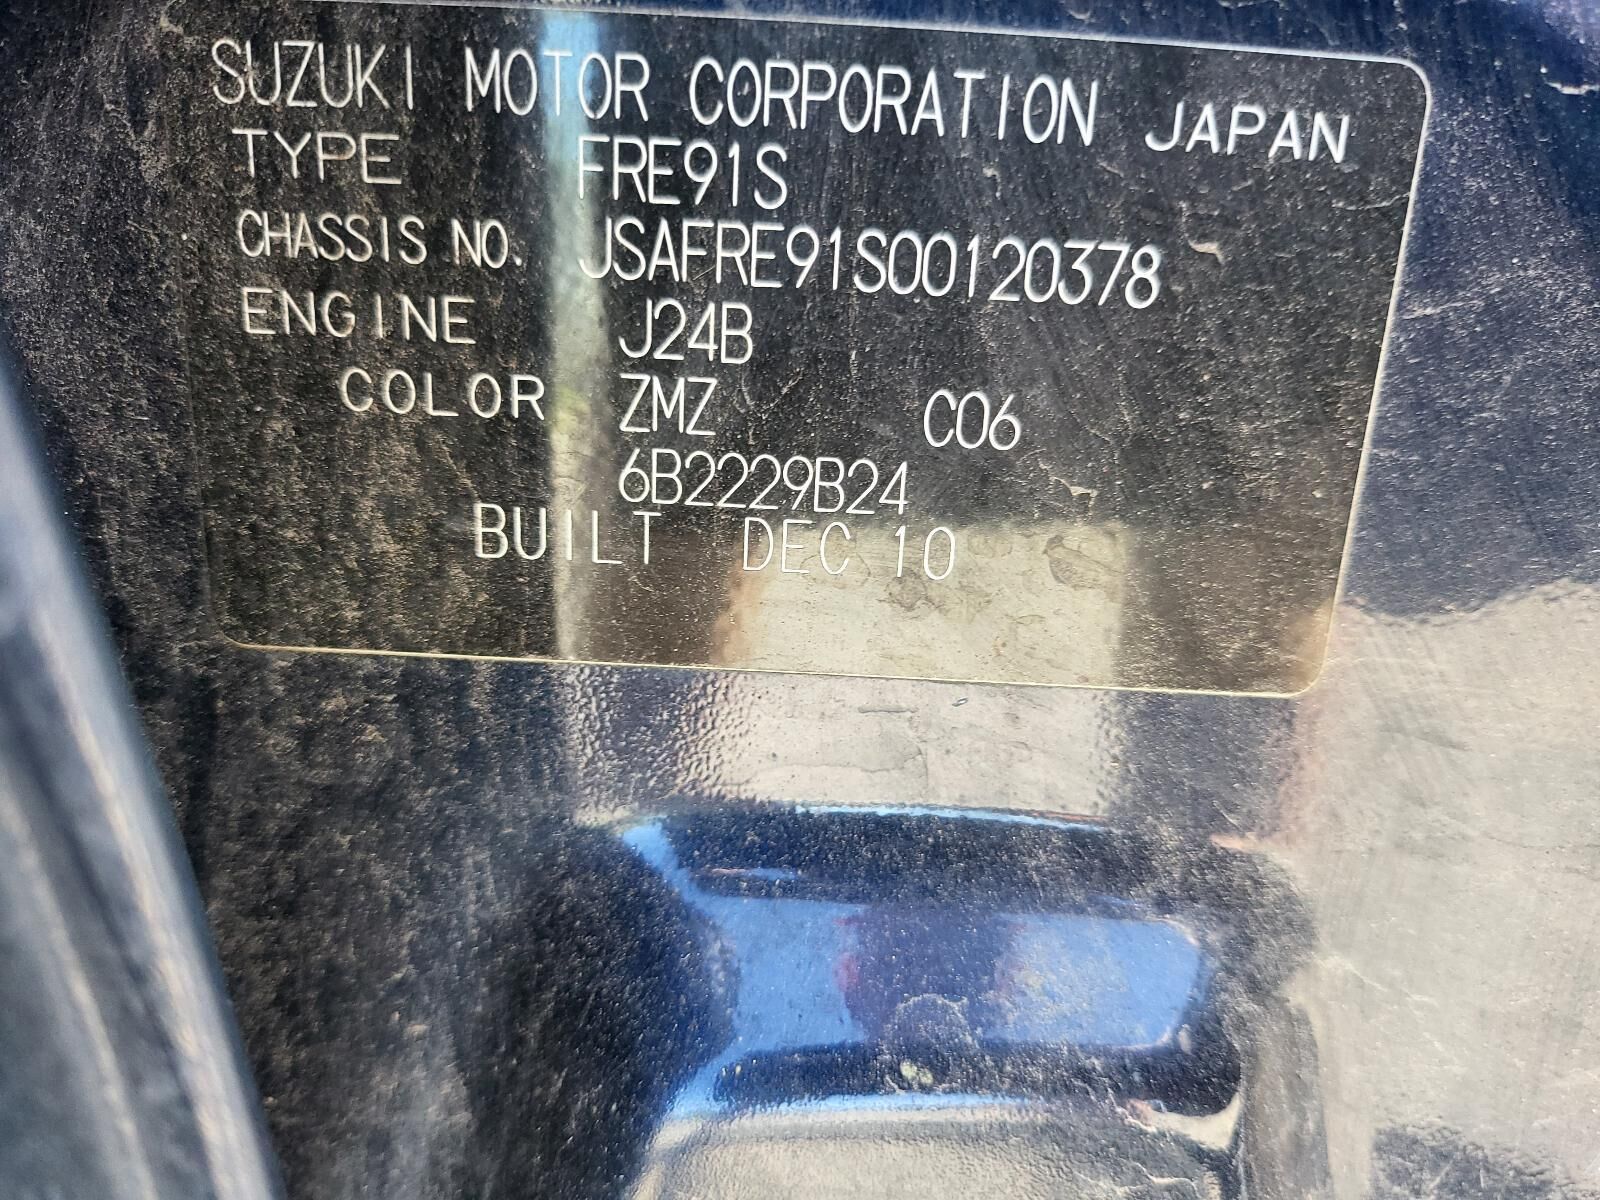 SUZUKI MOTOR CORPORATION JAPAN
TYPE FRE91S
CHASSIS NO. JSAFRE91S00120378
ENGINE J24B
COLOR ZMZ C06
6B2229B24
BUILT DEC 10